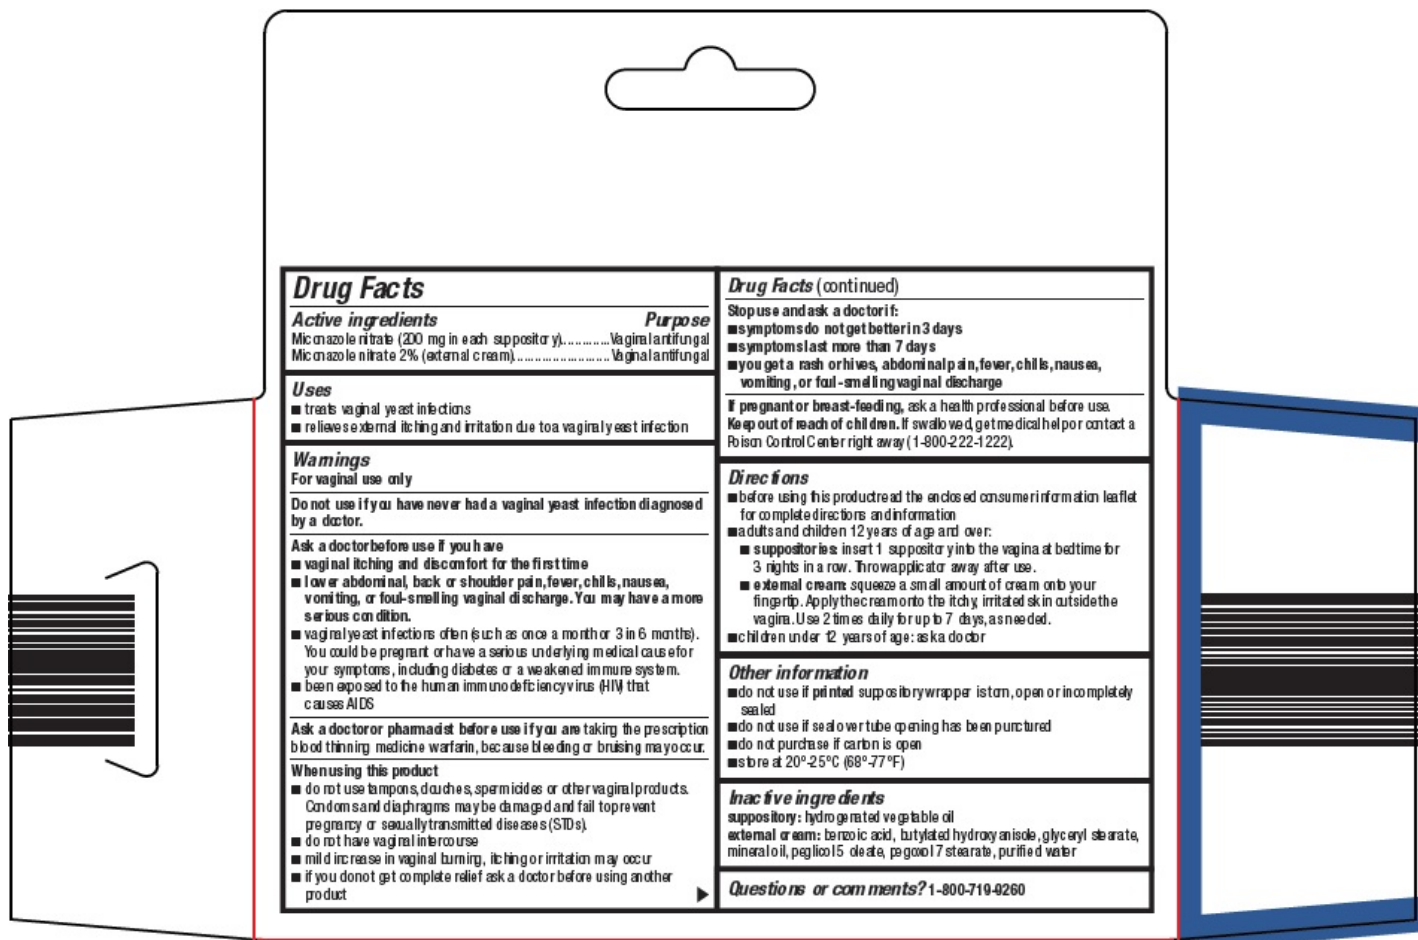 Drug Facts
Active ingredients Purpose
Miconazole nitrate (200 mg in each suppository)............Vaginal antifungal
Miconazole nitrate 2% (external cream)..........................Vaginal antifungal
Uses
■ treats vaginal yeast infections
■ relieves external itching and irritation due to a vaginal yeast infection
Warnings
For vaginal use only
Do not use if you have never had a vaginal yeast infection diagnosed
by a doctor.
Ask a doctor before use if you have
■ vaginal itching and discomfort for the first time
■ lower abdominal, back or shoulder pain, fever, chills, nausea,
vomiting, or foul-smelling vaginal discharge. You may have a more
serious condition.
■ vaginal yeast infections often (such as once a month or 3 in 6 months).
You could be pregnant or have a serious underlying medical cause for
your symptoms, including diabetes or a weakened immune system.
■ been exposed to the human immunodeficiency virus (HIV) that
causes AIDS
Ask a doctor or pharmacist before use if you are taking the prescription
blood thinning medicine warfarin, because bleeding or bruising may occur.
When using this product
■ do not use tampons, douches, spermicides or other vaginal products.
Condoms and diaphragms may be damaged and fail to prevent
pregnancy or sexually transmitted diseases (STDs).
■ do not have vaginal intercourse
■ mild increase in vaginal burning, itching or irritation may occur
■ if you do not get complete relief ask a doctor before using another
product
Drug Facts (continued)
Stop use and ask a doctor if:
■ symptoms do not get better in 3 days
■ symptoms last more than 7 days
■ you get a rash or hives, abdominal pain, fever, chills, nausea,
vomiting, or foul-smelling vaginal discharge
If pregnant or breast-feeding, ask a health professional before use.
Keep out of reach of children. If swallowed, get medical help or contact a
Poison Control Center right away (1-800-222-1222).
Directions
■ before using this product read the enclosed consumer information leaflet
for complete directions and information
■ adults and children 12 years of age and over:
■ suppositories: insert 1 suppository into the vagina at bedtime for
3 nights in a row. Throw applicator away after use.
■ external cream: squeeze a small amount of cream onto your
fingertip. Apply the cream onto the itchy, irritated skin outside the
vagina. Use 2 times daily for up to 7 days, as needed.
■ children under 12 years of age: ask a doctor
Other information
■ do not use if printed suppository wrapper is torn, open or incompletely
sealed
■ do not use if seal over tube opening has been punctured
■ do not purchase if carton is open
■ store at 20°-25°C (68°-77°F)
Inactive ingredients
suppository: hydrogenated vegetable oil
external cream: benzoic acid, butylated hydroxyanisole, glyceryl stearate,
mineral oil, peglicol 5 oleate, pegoxol 7 stearate, purified water
Questions or comments? 1-800-719-9260